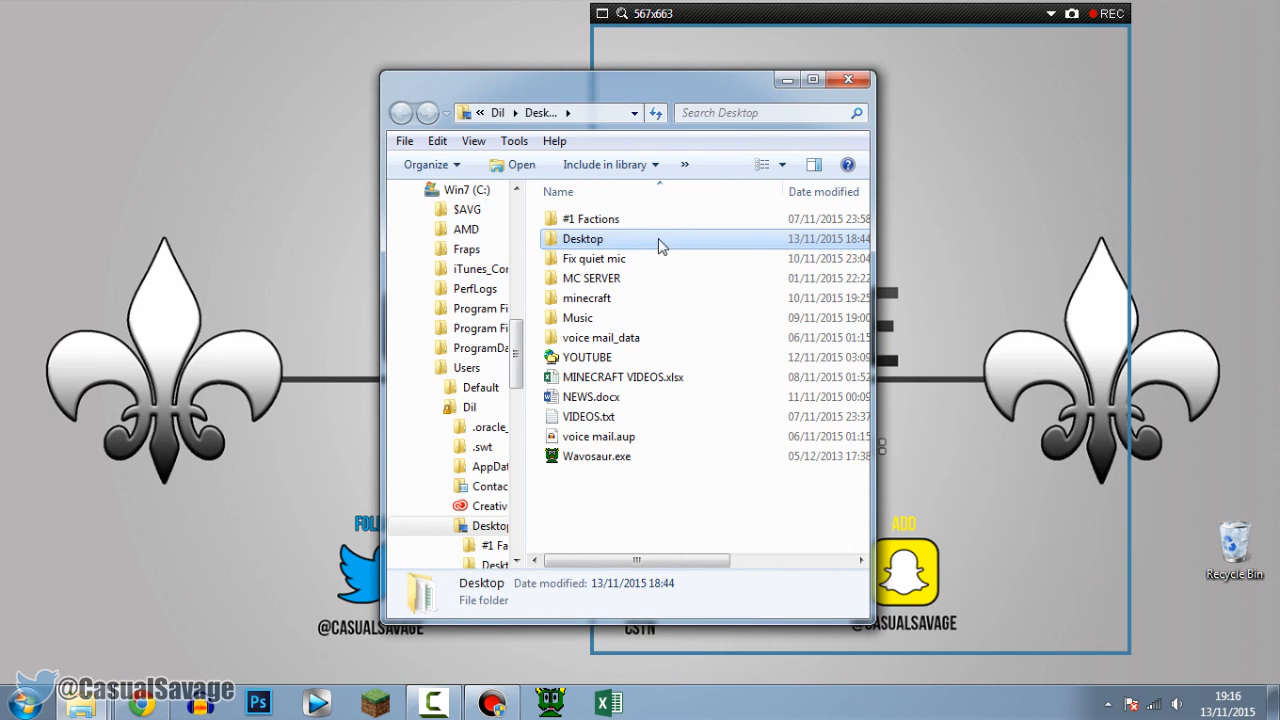 567x663
REC
Dil
Desk...
Search Desktop
File Edit View Tools Help
Organize Open Include in library »
Name Date modified
Win7 (C:)
$AVG
AMD
Fraps
iTunes_Cor
PerfLogs
Program Fi
Program Fi
ProgramDa
Users
Default
Dil
.oracle_
.swt
AppDat
Contac
Creativ
Desktop
#1 Fa
Deskt
#1 Factions 07/11/2015 23:58
Desktop 13/11/2015 18:44
Fix quiet mic 10/11/2015 23:04
MC SERVER 01/11/2015 22:22
minecraft 10/11/2015 19:25
Music 09/11/2015 19:00
voice mail_data 06/11/2015 01:15
YOUTUBE 12/11/2015 03:09
MINECRAFT VIDEOS.xlsx 08/11/2015 01:52
NEWS.docx 11/11/2015 00:09
VIDEOS.txt 07/11/2015 23:37
voice mail.aup 06/11/2015 01:15
Wavosaur.exe 05/12/2013 17:38
Desktop Date modified: 13/11/2015 18:44
File folder
FOL
ADD
@CASUALSAVAGE
CSTN
@CASUALSAVAGE
Recycle Bin
@CasualSavage
Ps
19:16
13/11/2015